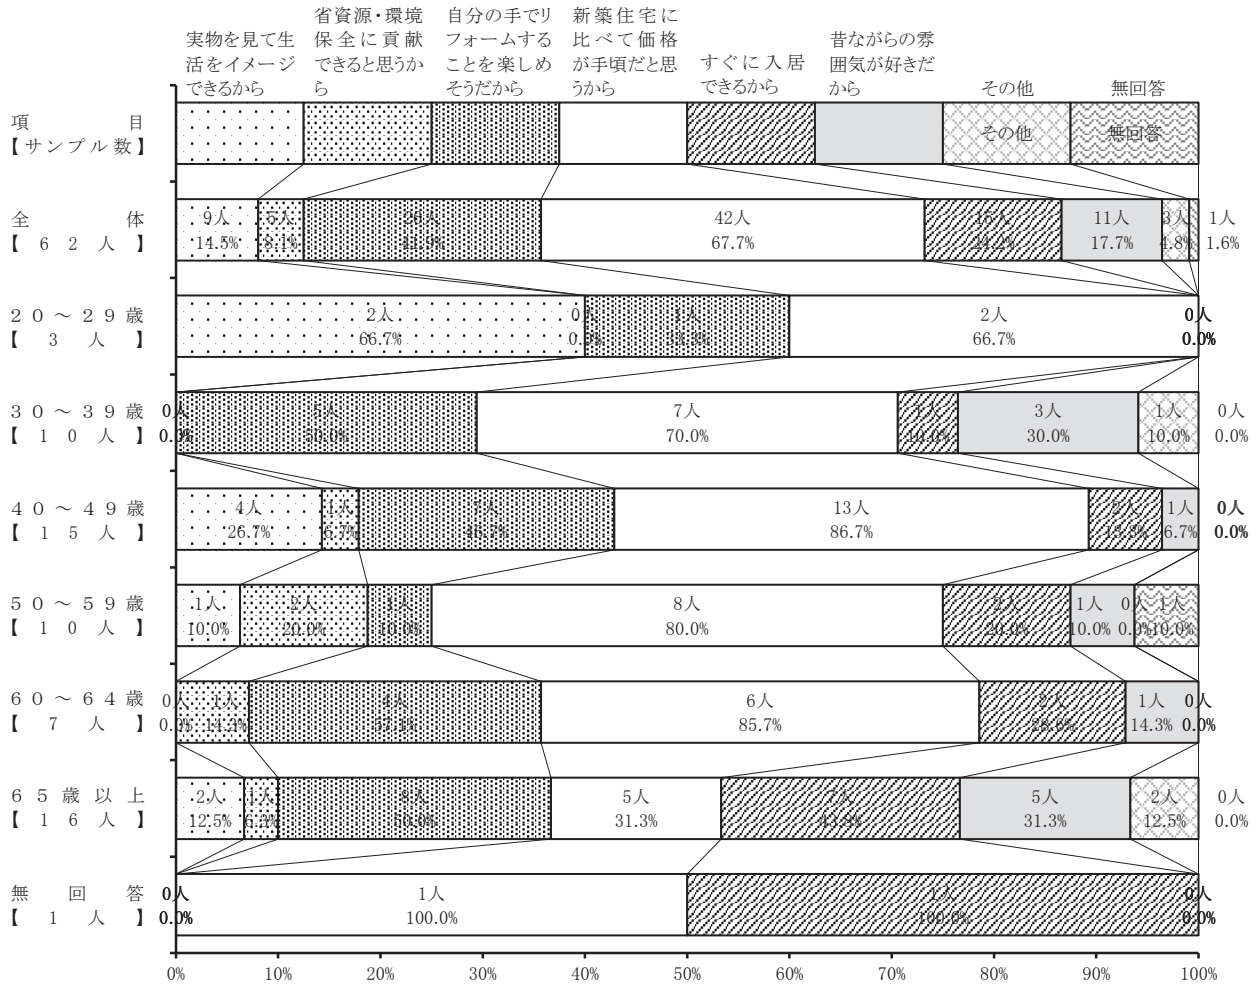 実物を見て生
活をイメージ
できるから
省資源・環境
保全に貢献
できると思うか
ら
自分の手でリ
フォームする
ことを楽しめ
そうだから
新築住宅に
比べて価格
が手頃だと思
うから
すぐに入居
できるから
昔ながらの雰
囲気が好きだ
から
その他
無回答
項目
【サンプル数】
その他 無回答
全体
【62人】
9人 5人 26人 42人 15人 11人 3人 1人
14.5% 8.1% 41.9% 67.7% 24.2% 17.7% 4.8% 1.6%
20～29歳
【3人】
2人 0人 1人 2人 0人
66.7% 0.0% 33.3% 66.7% 0.0%
30～39歳
【10人】
0人 5人 7人 1人 3人 1人 0人
0.0% 50.0% 70.0% 10.0% 30.0% 10.0% 0.0%
40～49歳
【15人】
4人 1人 7人 13人 2人 1人 0人
26.7% 6.7% 46.7% 86.7% 13.3% 6.7% 0.0%
50～59歳
【10人】
1人 2人 1人 8人 2人 1人 0人 1人
10.0% 20.0% 10.0% 80.0% 20.0% 10.0% 0.0% 10.0%
60～64歳
【7人】
0人 1人 4人 6人 2人 1人 0人
0.0% 14.3% 57.1% 85.7% 28.6% 14.3% 0.0%
65歳以上
【16人】
2人 1人 8人 5人 7人 5人 2人 0人
12.5% 6.3% 50.0% 31.3% 43.8% 31.3% 12.5% 0.0%
無回答
【1人】
0人 1人 1人 0人
0.0% 100.0% 100.0% 0.0%
0% 10% 20% 30% 40% 50% 60% 70% 80% 90% 100%